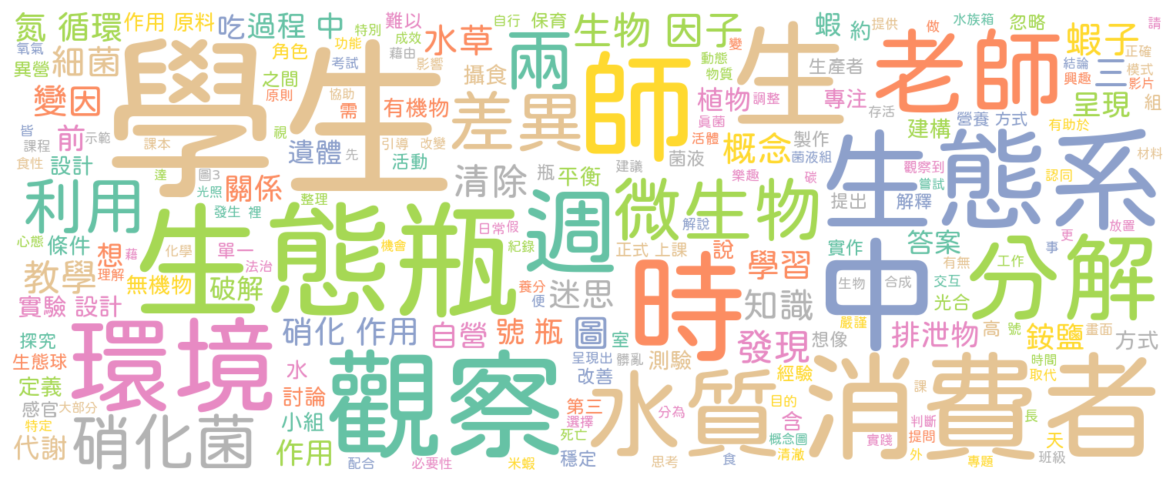 氮 循環 作用 原料 吃 過程 中 難以 自行 保育 生物 因子 蝦 約 提供 做 水族箱 忽略 請
氧氣 角色 功能 特別 成效 水草 兩 變 蝦子 正確
異營 細菌 考試 藉由 影響 動態 生產者 老師 結論 模式
學生 之間 攝食 師 物質 生 三 興趣 影片
變因 原則 協助 需 有機物 差異 植物 調整 專注 呈現 組
皆 前 示範 課本 真菌 存活 營養 方式 有助於
課程 遺體 先 引導 改變 活體 概念 製作 建構 生態系 材料
食性 設計 達 圖3 視 活動 清除 瓶 平衡 菌液 建議 樂趣 菌液組 觀察到 嘗試 認同
利用 光照 關係 週 微生物 碳 提出 解釋
發生 裡 整理 生態瓶 日常 假 解說
心態 條件 想 化學 藉 單一 機會 紀錄 正式 上課 說 實作 答案 事 更 放置
教學 理解 法治 無機物 破解 養分 便 迷思 時 學習 中 有無 交互 工作 分解
實驗 設計 知識 生物 合成 光合
探究 環境 硝化 作用 自營 號 瓶 圖 室 發現 想像 嚴謹 排泄物 高 號 銨鹽 畫面 方式
生態球 觀察 呈現出 髒亂 測驗 時間
定義 水 討論 改善 水質 經驗 消費者 課 取代
感官 大部分 小組 第三 選擇 分為 目的 含 判斷 長
特定 硝化菌 死亡 概念圖 實踐 提問 天
代謝 作用 配合 必要性 米蝦 穩定 思考 食 清澈 外 專題 班級